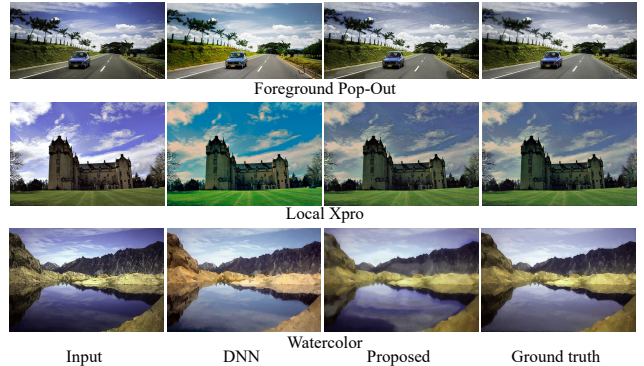 Foreground Pop-Out
Local Xpro
Watercolor
Input DNN Proposed Ground truth